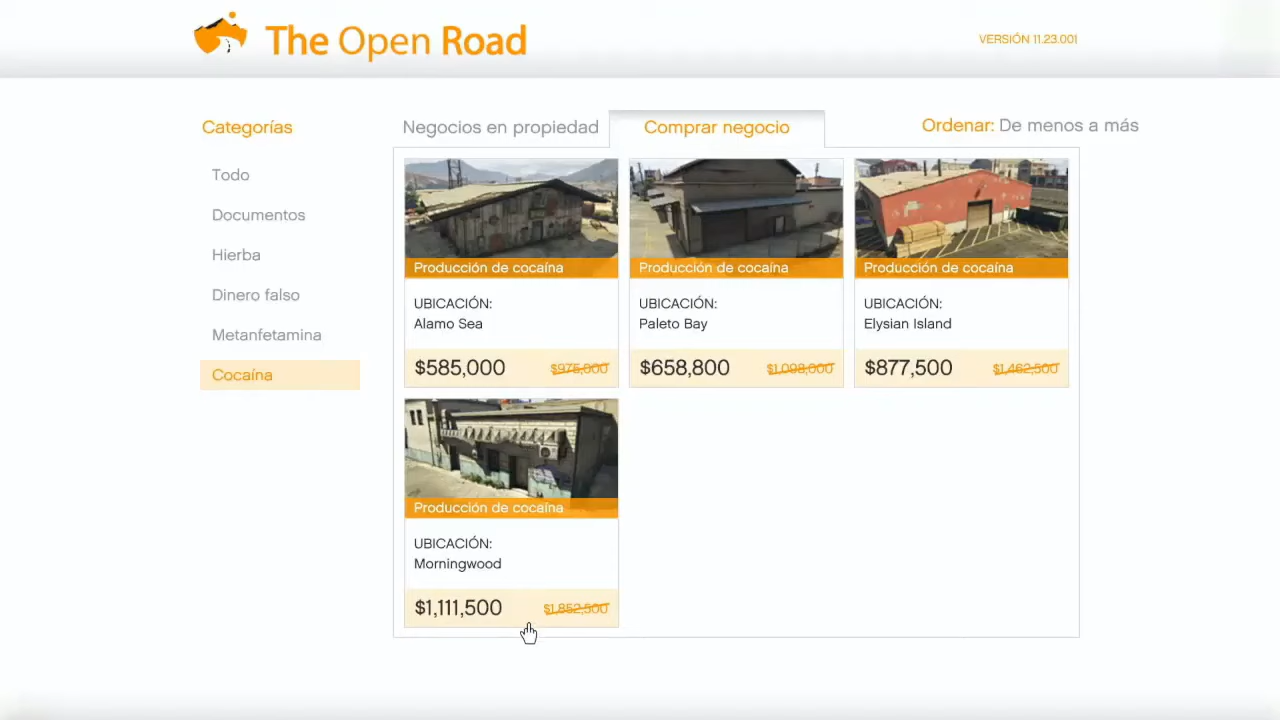 The Open Road
VERSIÓN 11.23.001
Categorías
Todo
Documentos
Hierba
Dinero falso
Metanfetamina
Cocaína
Negocios en propiedad
Comprar negocio
Ordenar: De menos a más
Producción de cocaína
UBICACIÓN:
Alamo Sea
$585,000 $975,000
Producción de cocaína
UBICACIÓN:
Paleto Bay
$658,800 $1,098,000
Producción de cocaína
UBICACIÓN:
Elysian Island
$877,500 $1,462,500
Producción de cocaína
UBICACIÓN:
Morningwood
$1,111,500 $1,852,500